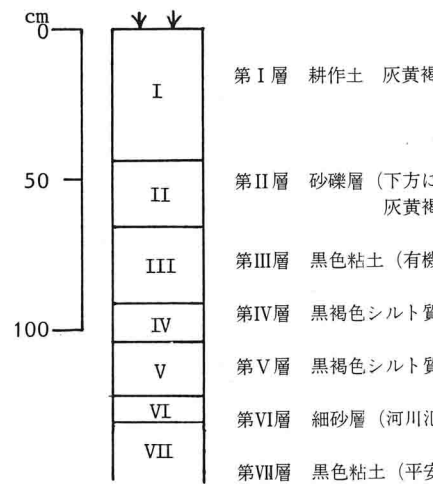 cm
0
I
第I層 耕作土 灰黄褐
50
II
第II層 砂礫層(下方に
灰黄褐
III
第III層 黒色粘土(有機
100
IV
第IV層 黒褐色シルト質
V
第V層 黒褐色シルト質
VI
第VI層 細砂層(河川氾
VII
第VII層 黒色粘土(平安